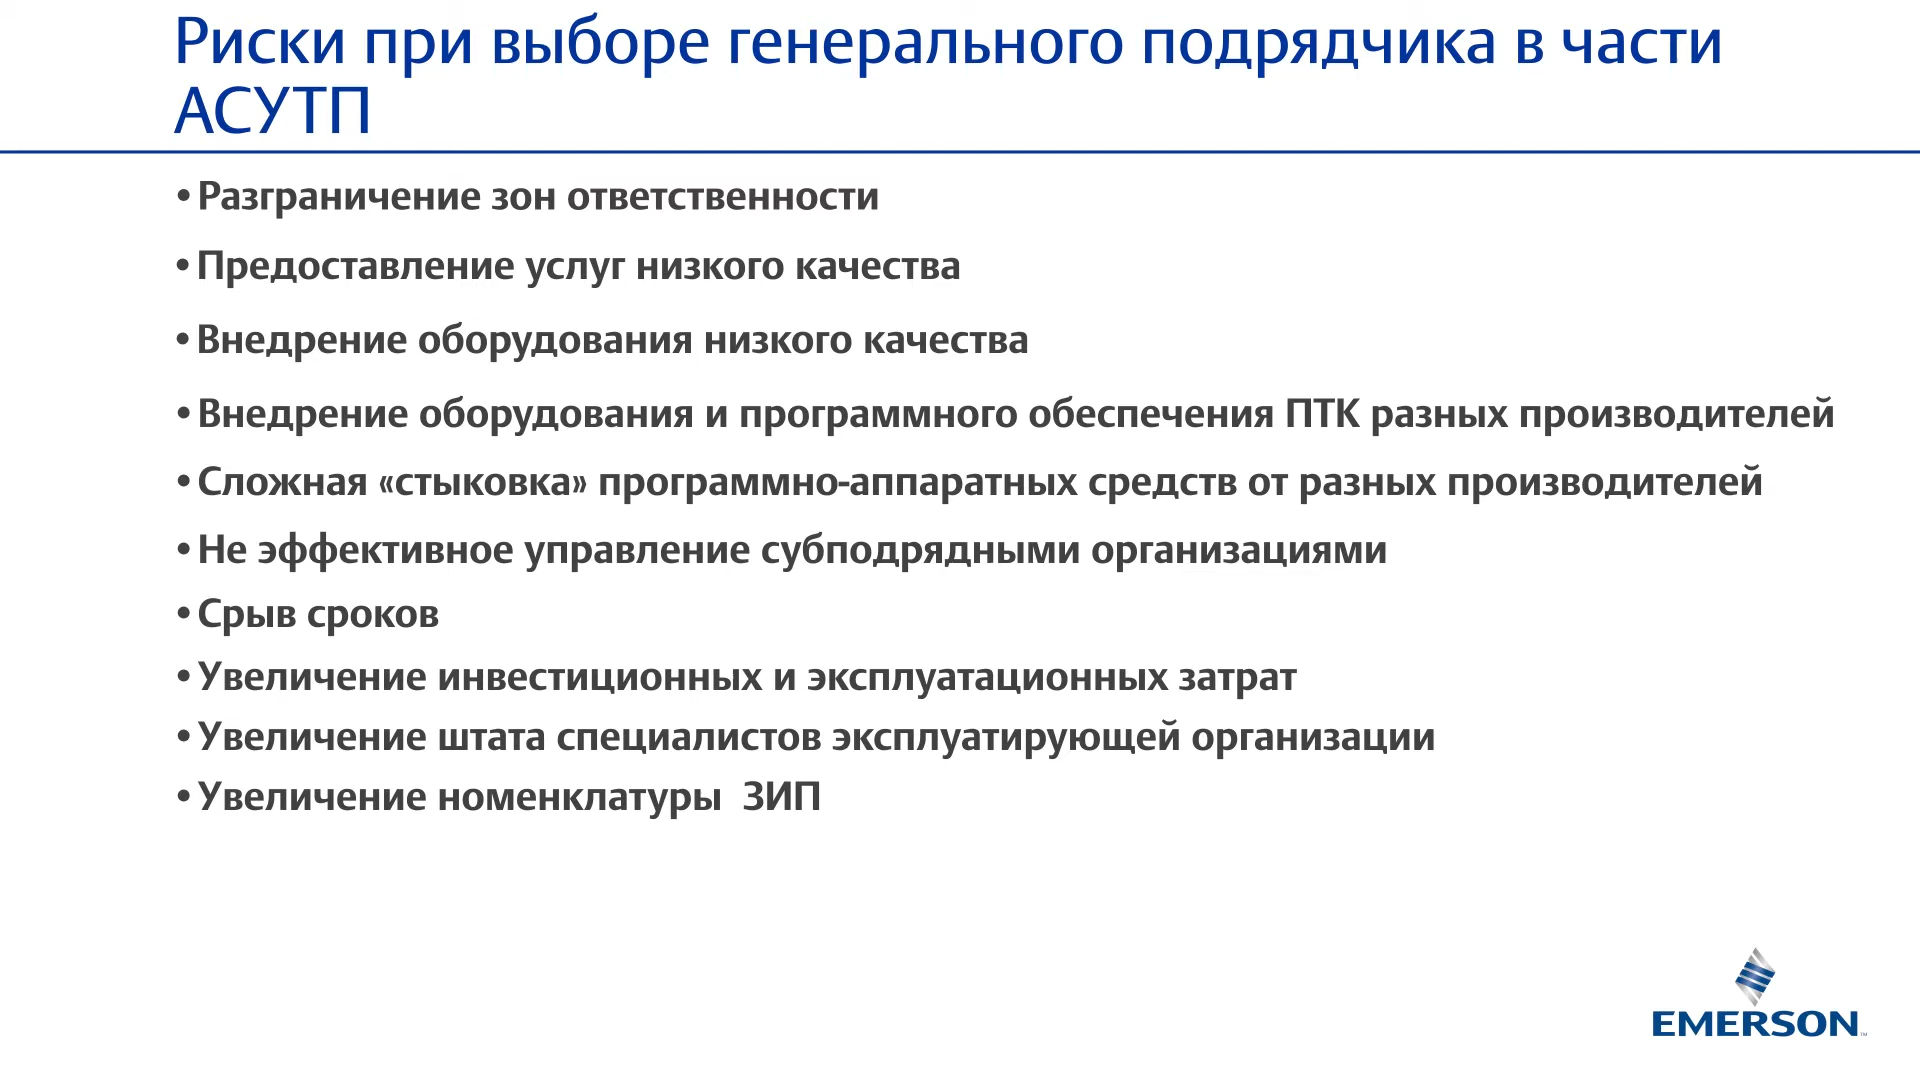 Риски при выборе генерального подрядчика в части
АСУТП
•Разграничение зон ответственности
•Предоставление услуг низкого качества
•Внедрение оборудования низкого качества
•Внедрение оборудования и программного обеспечения ПТК разных производителей
•Сложная «стыковка» программно-аппаратных средств от разных производителей
•Не эффективное управление субподрядными организациями
•Срыв сроков
•Увеличение инвестиционных и эксплуатационных затрат
•Увеличение штата специалистов эксплуатирующей организации
•Увеличение номенклатуры  ЗИП
EMERSON™